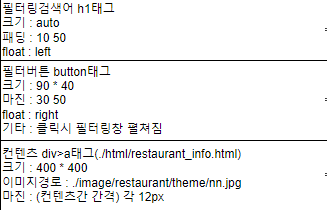 필터링검색어 h1태그
크기 : auto
패딩 : 10 50
float : left
필터버튼 button태그
크기 : 90 * 40
마진 : 30 50
float : right
기타 : 클릭시 필터링창 펼쳐짐
컨텐츠 div>a태그(./html/restaurant_info.html)
크기 : 400 * 400
이미지경로 : ./image/restaurant/theme/nn.jpg
마진 : (컨텐츠간 간격) 각 12px